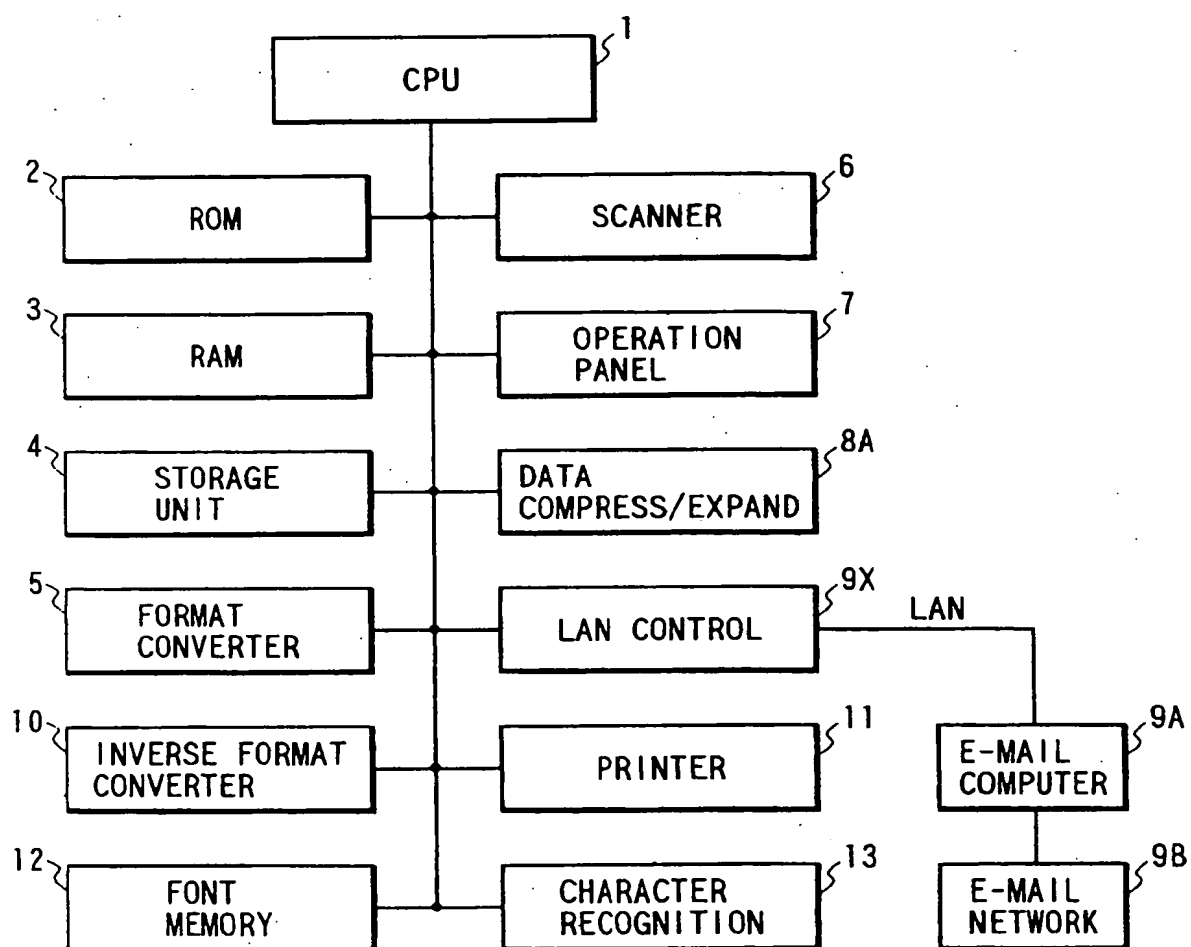 1
CPU
2
ROM
6
SCANNER
3
RAM
7
OPERATION
PANEL
4
STORAGE
UNIT
8A
DATA
COMPRESS/EXPAND
5
FORMAT
CONVERTER
9X
LAN CONTROL
LAN
10
INVERSE FORMAT
CONVERTER
11
PRINTER
9A
E-MAIL
COMPUTER
12
FONT
MEMORY
13
CHARACTER
RECOGNITION
9B
E-MAIL
NETWORK